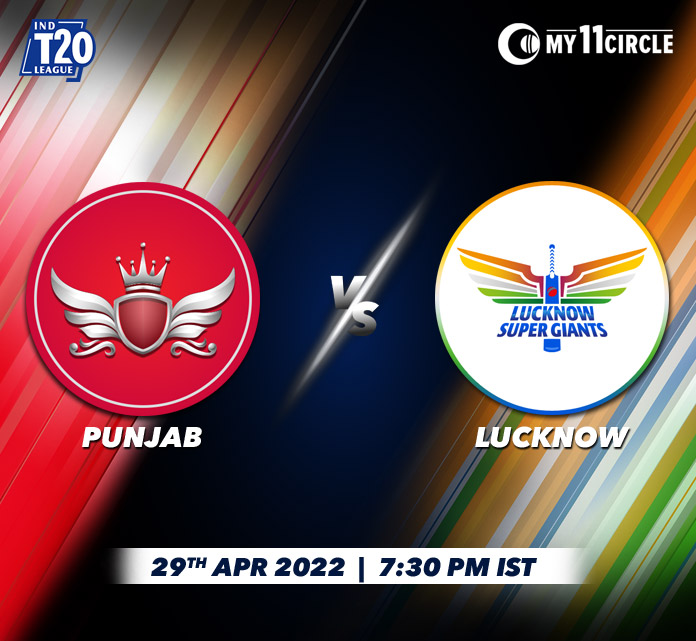 IND
T20
LEAGUE
MY11CIRCLE
VS
LUCKNOW
SUPER GIANTS
PUNJAB
LUCKNOW
29TH APR 2022 | 7:30 PM IST